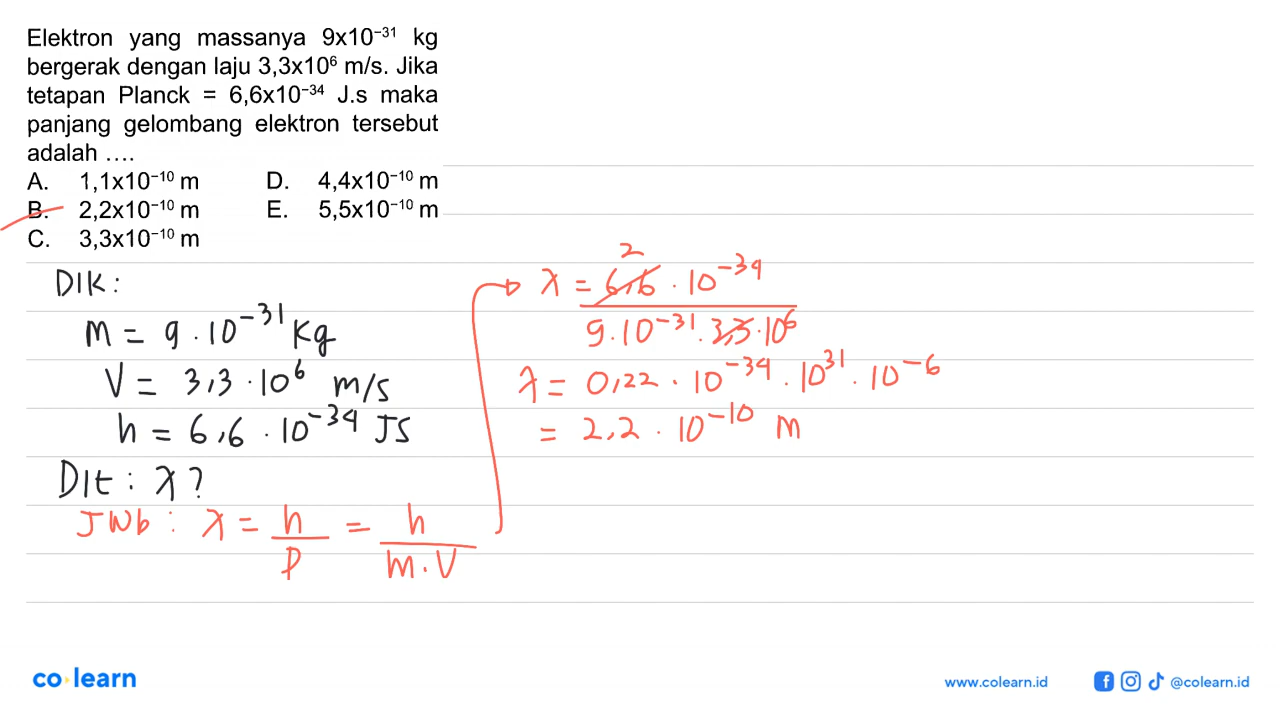 Elektron yang massanya 9x10⁻³¹ kg
bergerak dengan laju 3,3x10⁶ m/s. Jika
tetapan Planck = 6,6x10⁻³⁴ J.s maka
panjang gelombang elektron tersebut
adalah ....
A. 1,1x10⁻¹⁰ m D. 4,4x10⁻¹⁰ m
B. 2,2x10⁻¹⁰ m E. 5,5x10⁻¹⁰ m
C. 3,3x10⁻¹⁰ m
DIK:
m = 9 . 10⁻³¹ Kg
V = 3,3 . 10⁶ m/s
h = 6,6 . 10⁻³⁴ JS
DIt : λ?
JWb : λ = h/P = h/m.V
2
λ = 6,6 . 10⁻³⁴
9 . 10⁻³¹ . 3,3 . 10⁶
λ = 0,22 . 10⁻³⁴ . 10³¹ . 10⁻⁶
= 2,2 . 10⁻¹⁰ m
co learn
www.colearn.id
@colearn.id